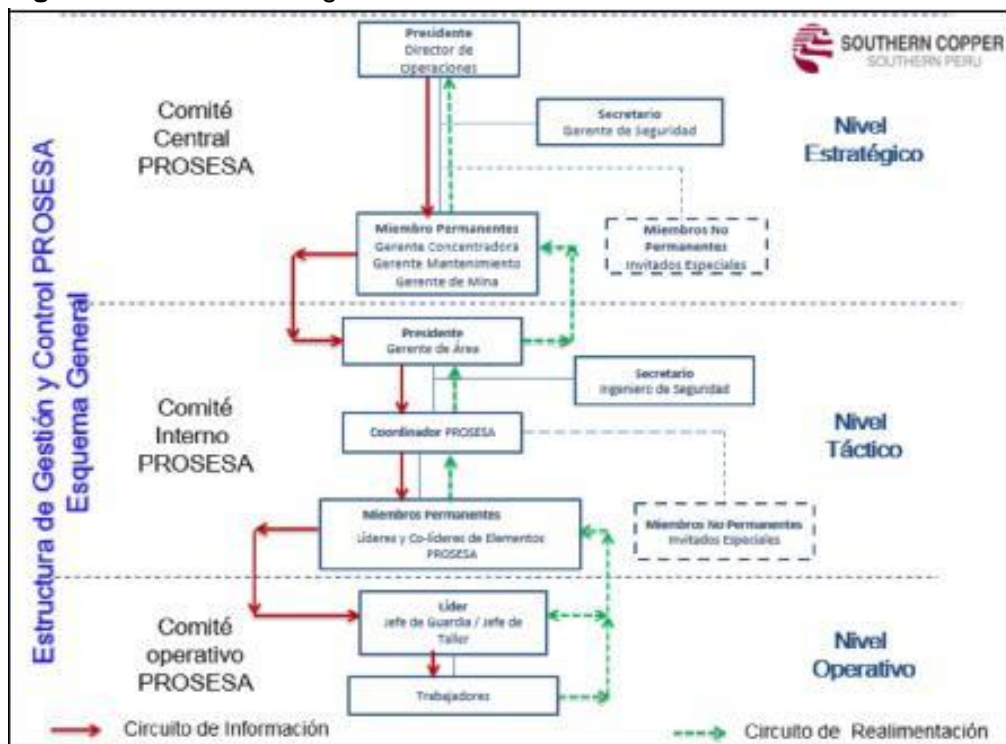 Presidente
Director de
Operaciones
SOUTHERN COPPER
SOUTHERN PERU
Comité
Central
PROSESA
Secretario
Gerente de Seguridad
Nivel
Estratégico
Miembro Permanentes
Gerente Concentradora
Gerente Mantenimiento
Gerente de Mina
Miembros No
Permanentes
Invitados Especiales
Estructura de Gestión y Control PROSESA
Esquema General
Presidente
Gerente de Área
Secretario
Ingeniero de Seguridad
Comité
Interno
PROSESA
Coordinador PROSESA
Nivel
Táctico
Miembros Permanentes
Líderes y Co-líderes de Elementos
PROSESA
Miembros No Permanentes
Invitados Especiales
Líder
Jefe de Guardia / Jefe de
Taller
Comité
operativo
PROSESA
Nivel
Operativo
Trabajadores
Circuito de Información
Circuito de Realimentación